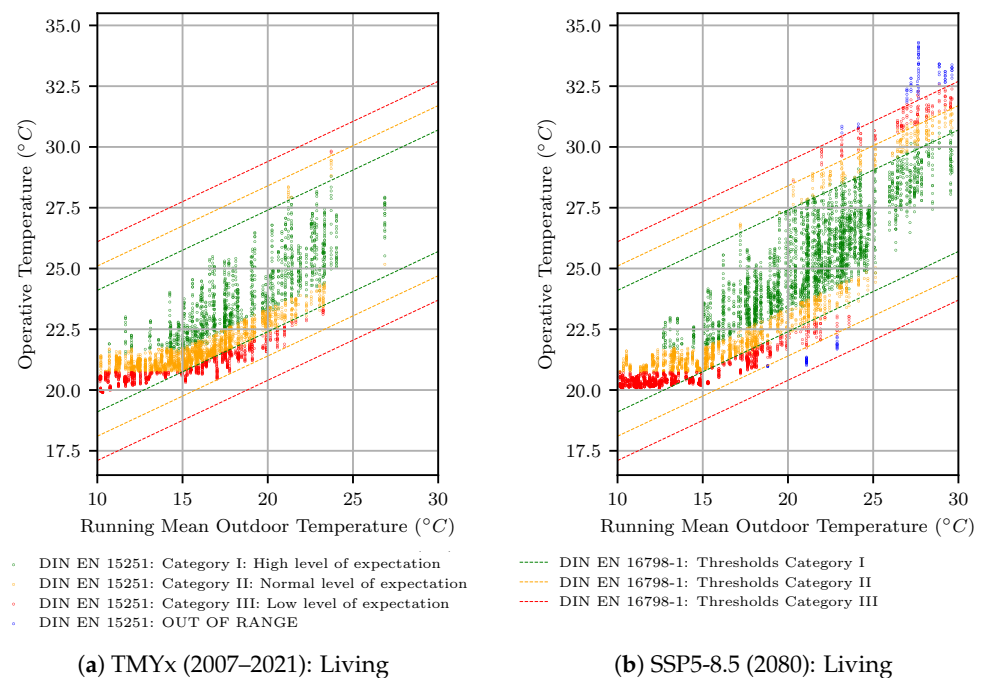 35.0
32.5
30.0
27.5
25.0
22.5
20.0
17.5
Operative Temperature (°C)
10 15 20 25 30
Running Mean Outdoor Temperature (°C)
35.0
32.5
30.0
27.5
25.0
22.5
20.0
17.5
Operative Temperature (°C)
10 15 20 25 30
Running Mean Outdoor Temperature (°C)
DIN EN 15251: Category I: High level of expectation
DIN EN 15251: Category II: Normal level of expectation
DIN EN 15251: Category III: Low level of expectation
DIN EN 15251: OUT OF RANGE
DIN EN 16798-1: Thresholds Category I
DIN EN 16798-1: Thresholds Category II
DIN EN 16798-1: Thresholds Category III
(a) TMYx (2007–2021): Living
(b) SSP5-8.5 (2080): Living